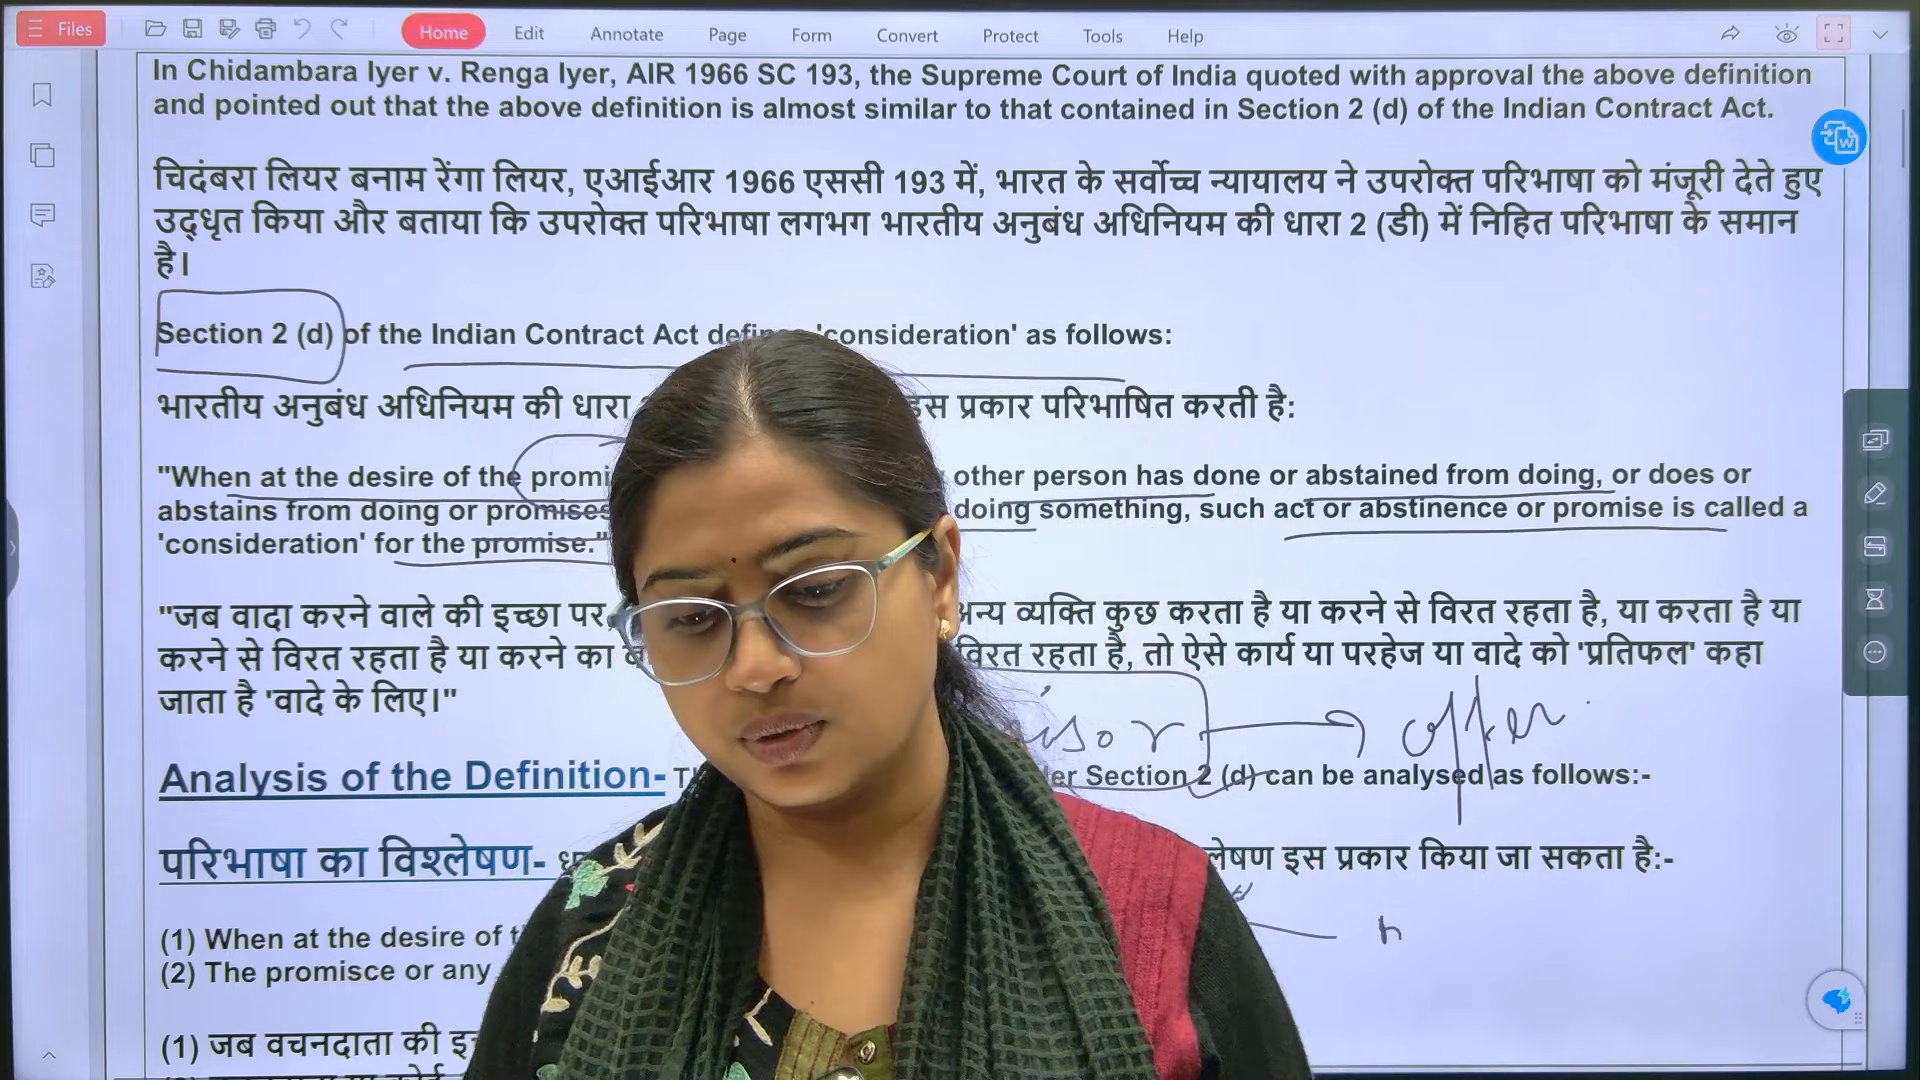 Files
Home Edit Annotate Page Form Convert Protect Tools Help
In Chidambara Iyer v. Renga Iyer, AIR 1966 SC 193, the Supreme Court of India quoted with approval the above definition
and pointed out that the above definition is almost similar to that contained in Section 2 (d) of the Indian Contract Act.
चिदंबरा लियर बनाम रेंगा लियर, एआईआर 1966 एससी 193 में, भारत के सर्वोच्च न्यायालय ने उपरोक्त परिभाषा को मंजूरी देते हुए
उद्धृत किया और बताया कि उपरोक्त परिभाषा लगभग भारतीय अनुबंध अधिनियम की धारा 2 (डी) में निहित परिभाषा के समान
है।
Section 2 (d) of the Indian Contract Act 'consideration' as follows:
भारतीय अनुबंध अधिनियम की धारा प्रकार परिभाषित करती है:
"When at the desire of the other person has done or abstained from doing, or does or
abstains from doing or promises doing something, such act or abstinence or promise is called a
'consideration' for the promise."
"जब वादा करने वाले की इच्छा पर, अन्य व्यक्ति कुछ करता है या करने से विरत रहता है, या करता है या
करने से विरत रहता है या करने का विरत रहता है, तो ऐसे कार्य या परहेज या वादे को 'प्रतिफल' कहा
जाता है 'वादे के लिए।"
offer
Analysis of the Definition- Section 2 (d) can be analysed as follows:-
परिभाषा का विश्लेषण- इस प्रकार किया जा सकता है:-
(1) When at the desire of
(2) The promisce or any
(1) जब वचनदाता की